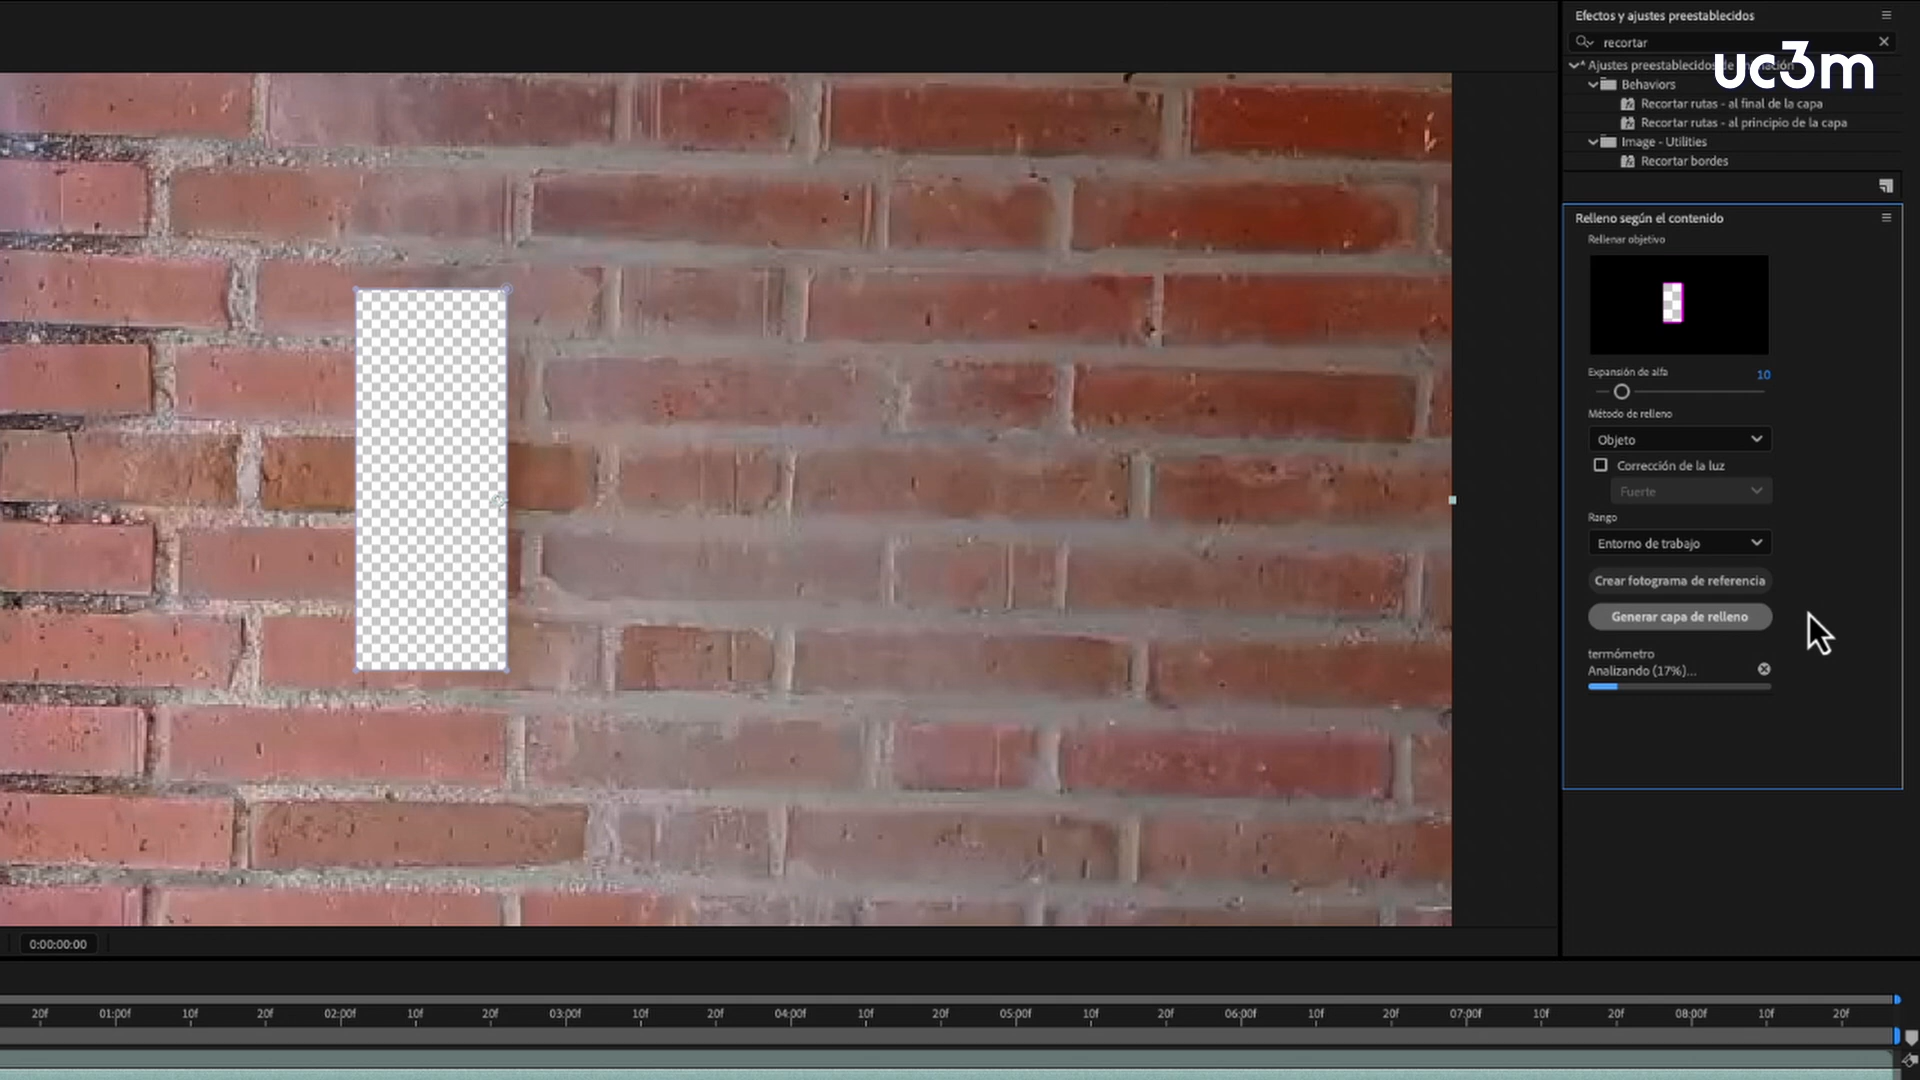 Efectos y ajustes preestablecidos
recortar
uc3m
Ajustes preestablecidos de
Behaviors
Recortar rutas - al final de la capa
Recortar rutas - al principio de la capa
Image - Utilities
Recortar bordes
Relleno según el contenido
Rellenar objetivo
Expansión de alfa 10
Método de relleno
Objeto
Corrección de la luz
Fuerte
Rango
Entorno de trabajo
Crear fotograma de referencia
Generar capa de relleno
termómetro
Analizando (17%)...
0:00:00:00
20f 01:00f 10f 20f 02:00f 10f 20f 03:00f 10f 20f 04:00f 10f 20f 05:00f 10f 20f 06:00f 10f 20f 07:00f 10f 20f 08:00f 10f 20f